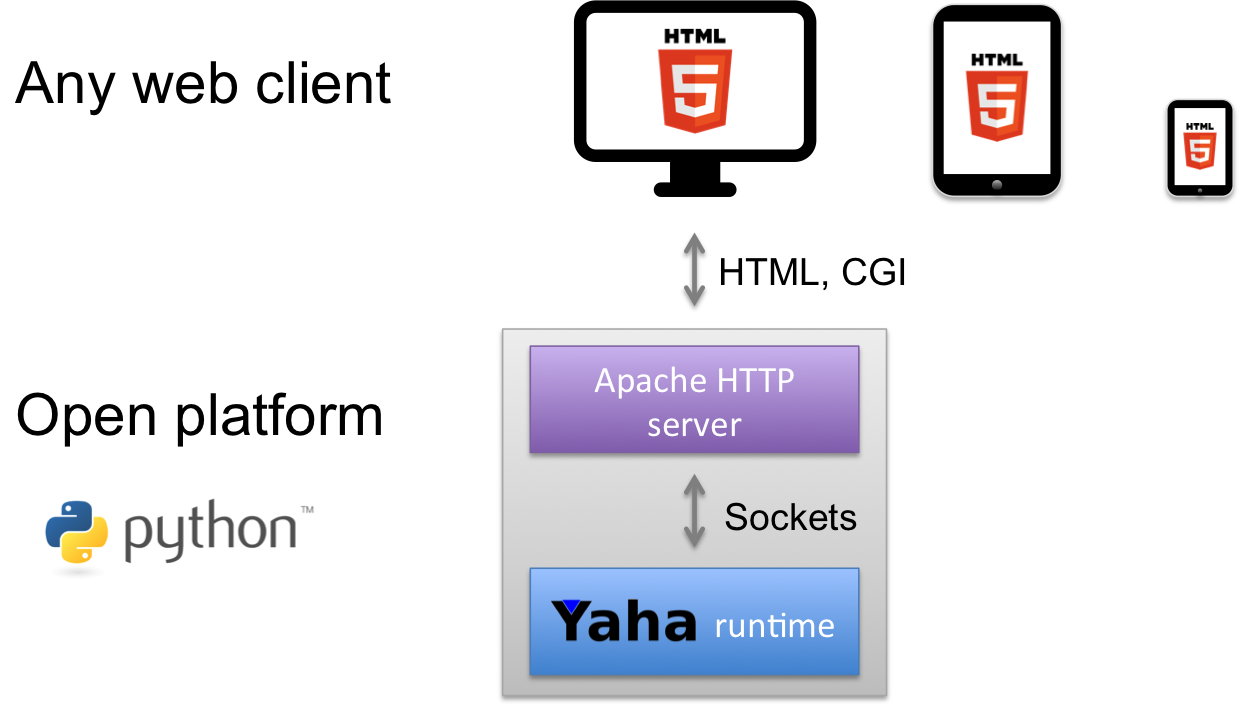 Any web client
HTML
5
HTML
5
HTML
5
HTML, CGI
Apache HTTP
server
Open platform
python™
Sockets
Yaha runtime